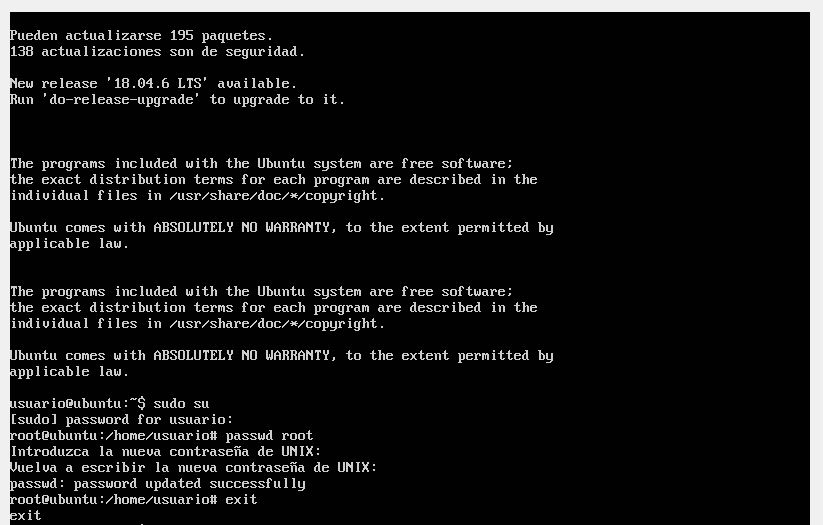 Pueden actualizarse 195 paquetes.
138 actualizaciones son de seguridad.
New release '18.04.6 LTS' available.
Run 'do-release-upgrade' to upgrade to it.
The programs included with the Ubuntu system are free software;
the exact distribution terms for each program are described in the
individual files in /usr/share/doc/*/copyright.
Ubuntu comes with ABSOLUTELY NO WARRANTY, to the extent permitted by
applicable law.
The programs included with the Ubuntu system are free software;
the exact distribution terms for each program are described in the
individual files in /usr/share/doc/*/copyright.
Ubuntu comes with ABSOLUTELY NO WARRANTY, to the extent permitted by
applicable law.
usuario@ubuntu:~$ sudo su
[sudo] password for usuario:
root@ubuntu:/home/usuario# passwd root
Introduzca la nueva contraseña de UNIX:
Vuelva a escribir la nueva contraseña de UNIX:
passwd: password updated successfully
root@ubuntu:/home/usuario# exit
exit